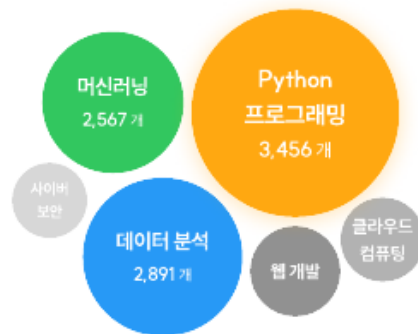 머신러닝
2,567 개
Python
프로그래밍
3,456 개
사이버
보안
데이터 분석
2,891 개
웹 개발
클라우드
컴퓨팅